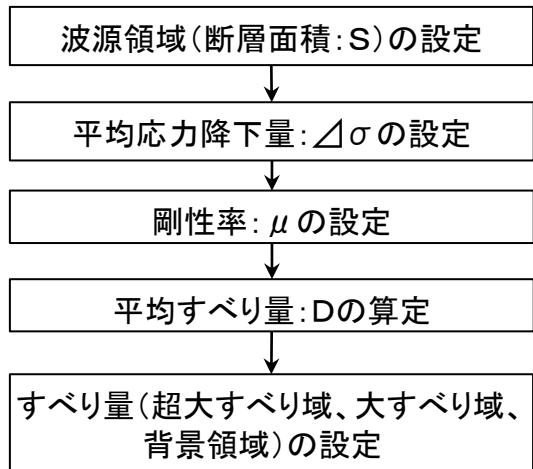 波源領域(断層面積:S)の設定
平均応力降下量:⊿σの設定
剛性率:μの設定
平均すべり量:Dの算定
すべり量(超大すべり域、大すべり域、
背景領域)の設定